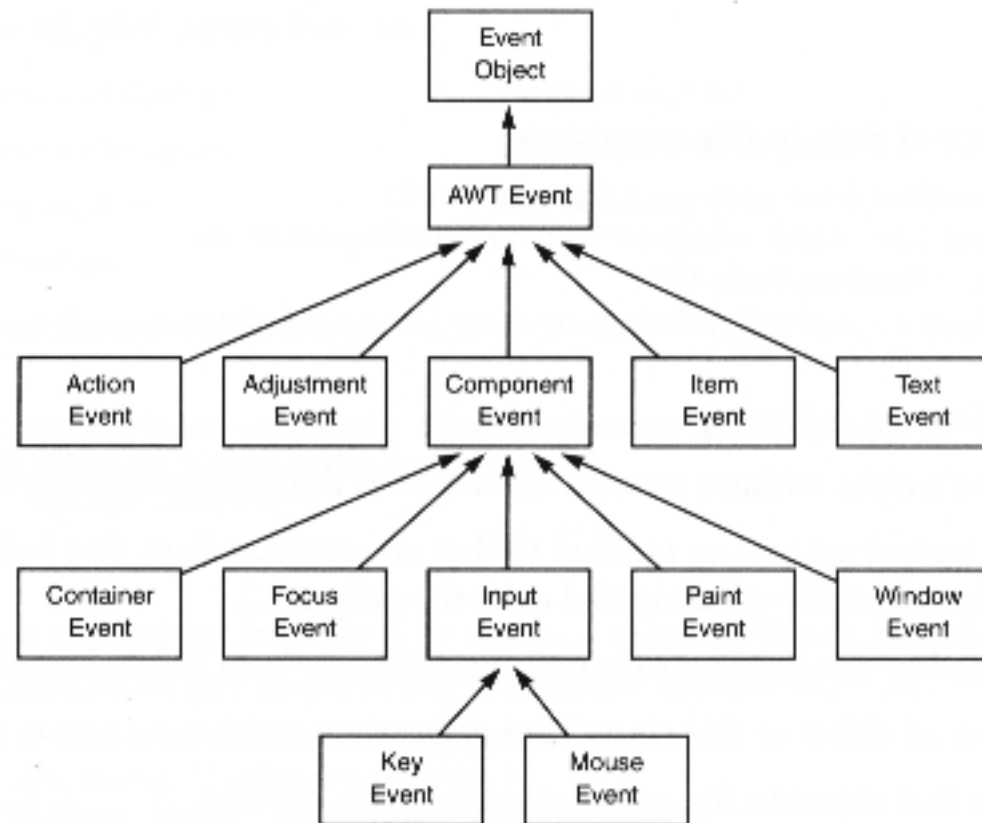 Event
Object
AWT Event
Action
Event
Adjustment
Event
Component
Event
Item
Event
Text
Event
Container
Event
Focus
Event
Input
Event
Paint
Event
Window
Event
Key
Event
Mouse
Event